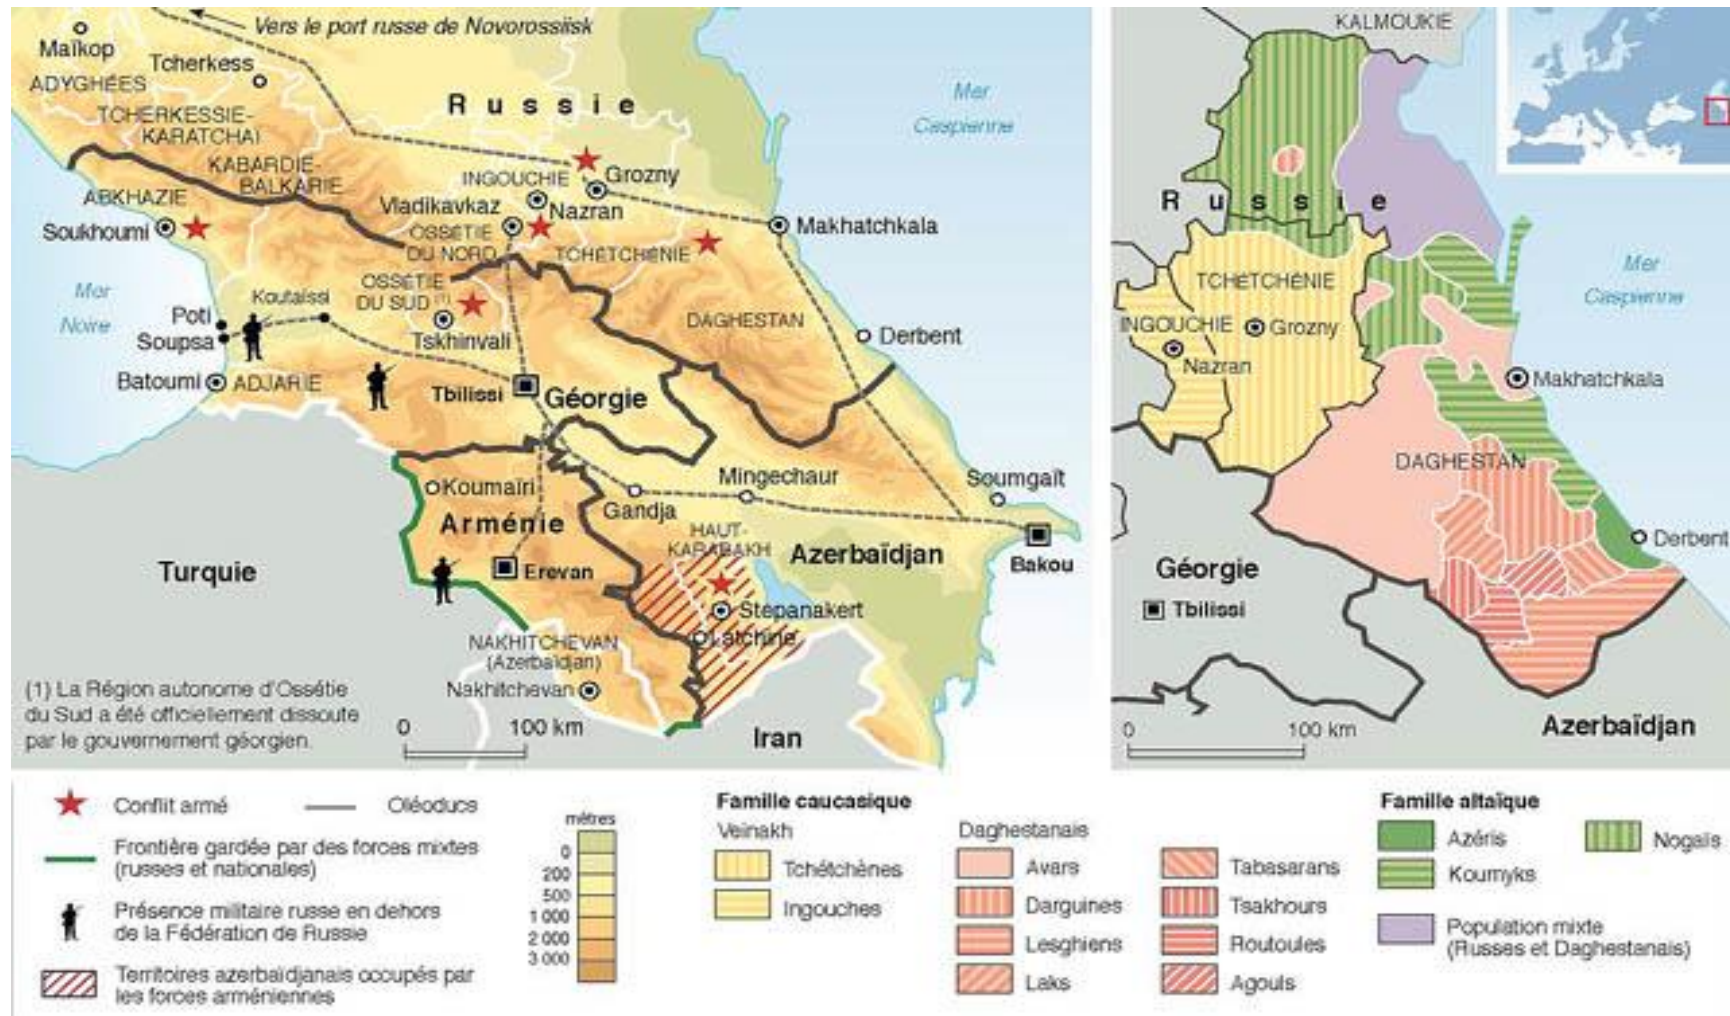 Vers le port russe de Novorossiisk
Maïkop
Tcherkess
ADYGHÉES
TCHERKESSIE-
KARATCHAÏ
Russie
Mer
Caspienne
KABARDIE-
BALKARIE
INGOUCHIE
Grozny
ABKHAZIE
Vladikavkaz
Nazran
Soukhoumi
OSSÉTIE
DU NORD
TCHÉTCHÉNIE
Makhatchkala
OSSÉTIE
DU SUD (1)
Mer
Noire
Koutaïssi
Poti
Soupsa
Tskhinvali
DAGHESTAN
Derbent
Batoumi
ADJARIE
Tbilissi
Géorgie
Koumaïri
Mingechaur
Soumgaït
Arménie
Gandja
HAUT-
KARABAKH
Azerbaïdjan
Bakou
Turquie
Erevan
Stepanakert
Latchine
NAKHITCHEVAN
(Azerbaïdjan)
Nakhitchevan
(1) La Région autonome d'Ossétie
du Sud a été officiellement dissoute
par le gouvernement géorgien.
0 100 km
Iran
KALMOUKIE
Russie
TCHÉTCHÉNIE
INGOUCHIE
Grozny
Nazran
Mer
Caspienne
Makhatchkala
DAGHESTAN
Derbent
Géorgie
Tbilissi
Azerbaïdjan
0 100 km
Conflit armé
Oléoducs
Frontière gardée par des forces mixtes
(russes et nationales)
Présence militaire russe en dehors
de la Fédération de Russie
Territoires azerbaïdjanais occupés par
les forces arméniennes
mètres
0
200
500
1 000
2 000
3 000
Famille caucasique
Veïnakh
Tchétchènes
Ingouches
Daghestanais
Avars
Darguines
Lesghiens
Laks
Tabasarans
Tsakhours
Routoules
Agouls
Famille altaïque
Azéris
Koumyks
Nogaïs
Population mixte
(Russes et Daghestanais)